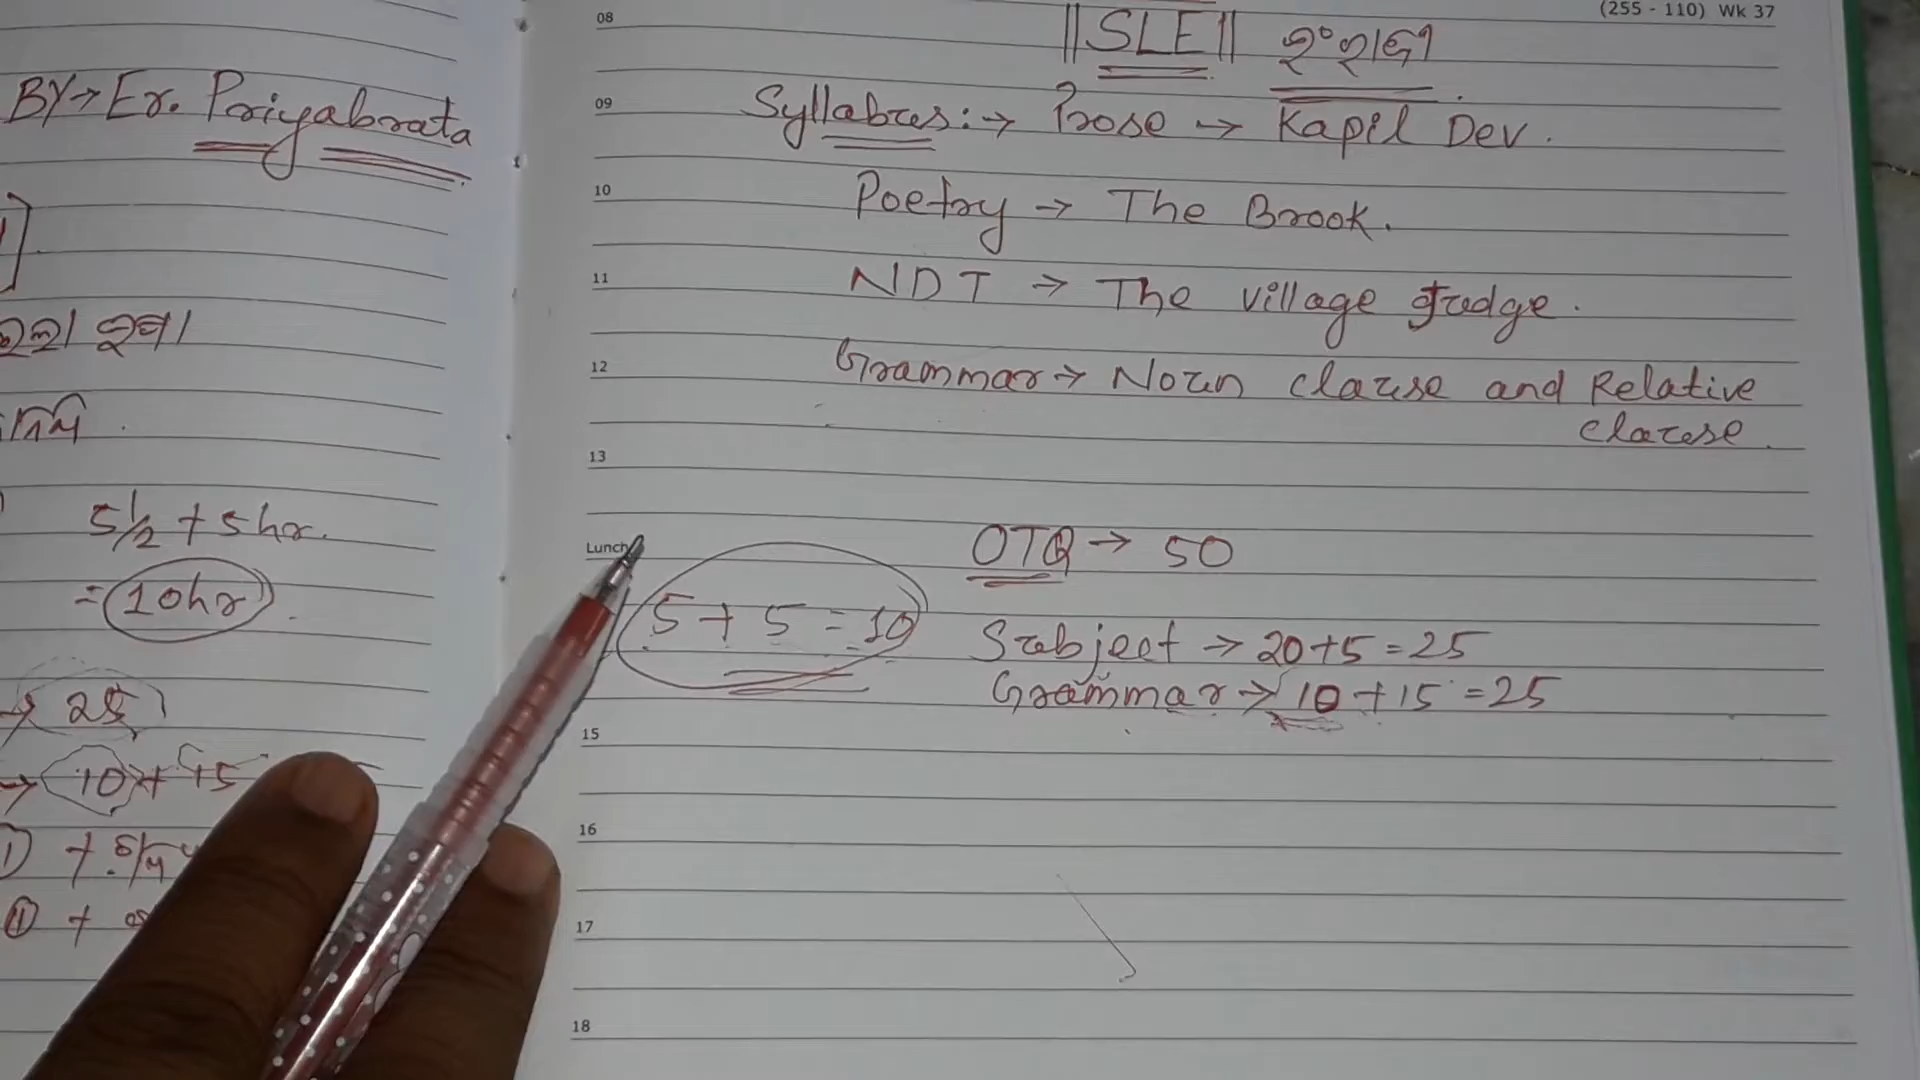 BY→ Er. Priyabrata
5 1/2 + 5 hr.
= 10 hr
→ 25
→ 10 + 15
(255 - 110) Wk 37
08
||SLE|| ଇଂରାଜୀ
09
Syllabus :→ Prose → Kapil Dev.
10
Poetry → The Brook.
11
NDT → The village Judge.
12
Grammar → Noun clause and Relative
clause.
13
OTQ → 50
Lunch
5 + 5 = 10
Subject → 20+5 = 25
Grammar → 10 + 15 = 25
15
16
17
18